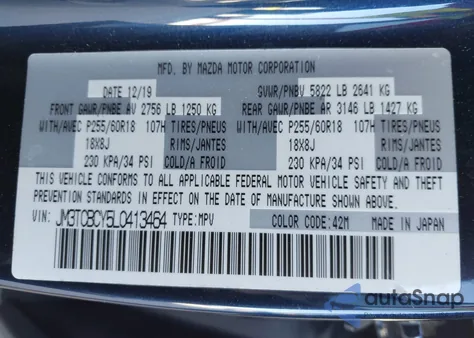 MFD. BY MAZDA MOTOR CORPORATION
DATE 12/19 GVWR/PNBV 5822 LB 2641 KG
FRONT GAWR/PNBE AV 2756 LB 1250 KG REAR GAWR/PNBE AR 3146 LB 1427 KG
WITH/AVEC P255/60R18 107H TIRES/PNEUS WITH/AVEC P255/60R18 107H TIRES/PNEUS
18X8J RIMS/JANTES 18X8J RIMS/JANTES
230 KPA/34 PSI COLD/A FROID 230 KPA/34 PSI COLD/A FROID
THIS VEHICLE CONFORMS TO ALL APPLICABLE FEDERAL MOTOR VEHICLE SAFETY AND THEFT
PREVENTION STANDARDS IN EFFECT ON THE DATE OF MANUFACTURE SHOWN ABOVE.
VIN: JM3TCBCY5L0413464 TYPE:MPV COLOR CODE:42M MADE IN JAPAN
autoSnap